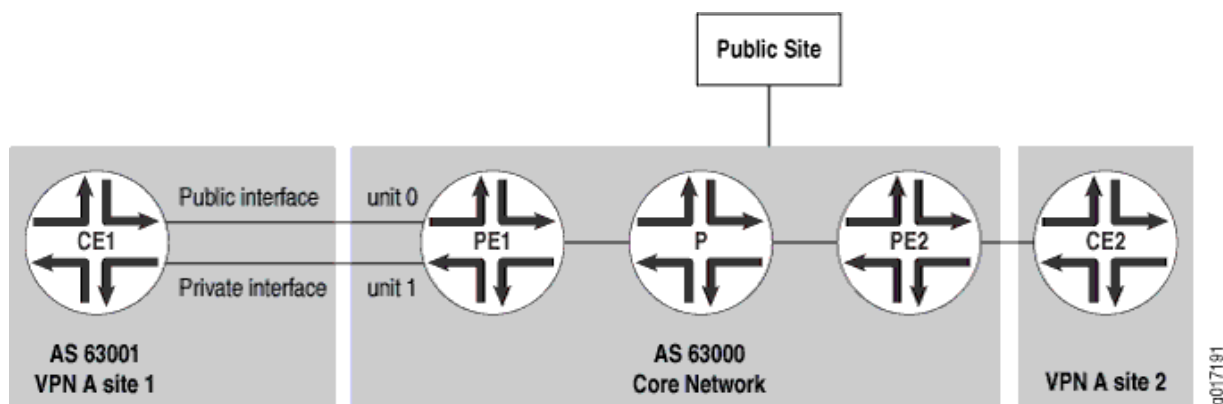 Public Site
Public interface
unit 0
CE1
PE1
P
PE2
CE2
Private interface
unit 1
AS 63001
VPN A site 1
AS 63000
Core Network
VPN A site 2
g017191